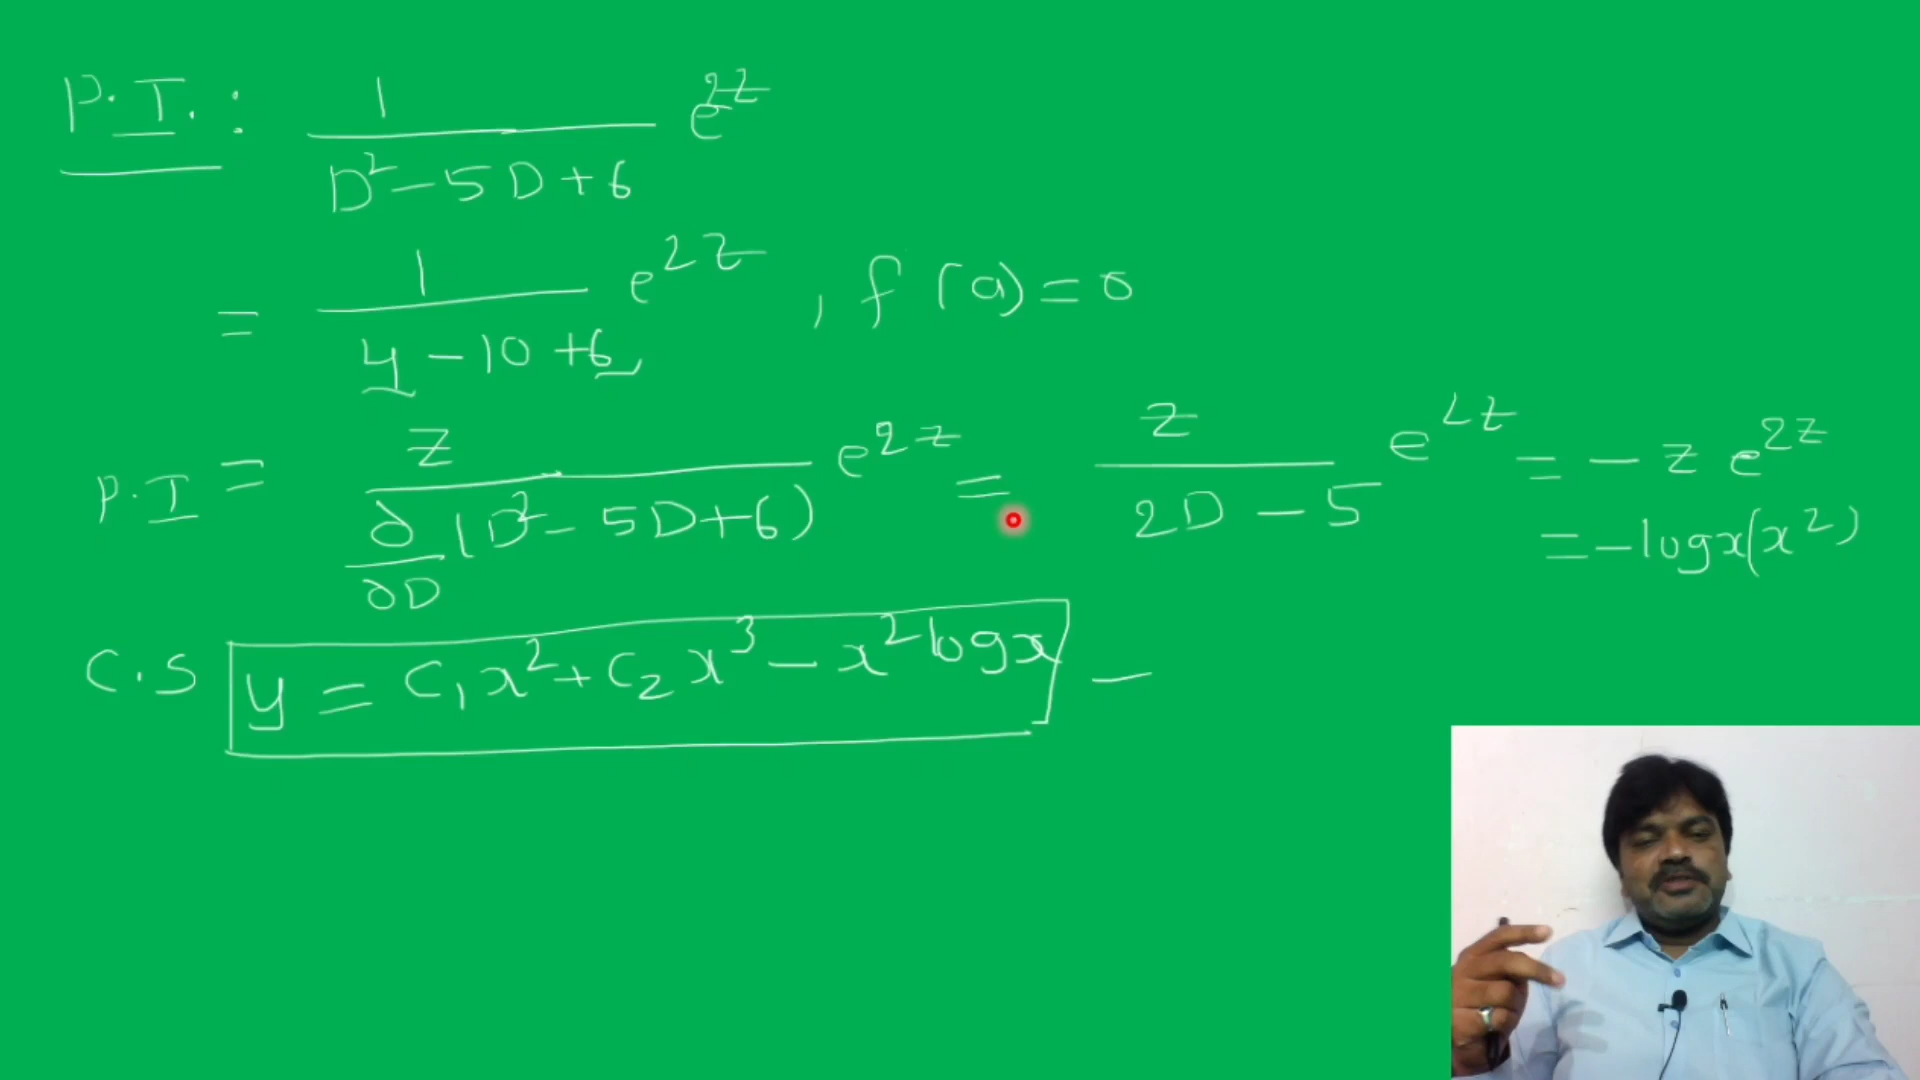 P.I. : 1 / (D² - 5D + 6) e^{2z}
= 1 / (4 - 10 + 6) e^{2z} , f(a) = 0
P.I = z / (∂/∂D (D² - 5D + 6)) e^{2z} = z / (2D - 5) e^{2z} = - z e^{2z}
= - log x (x²)
C.S y = C₁x² + C₂x³ - x² log x -